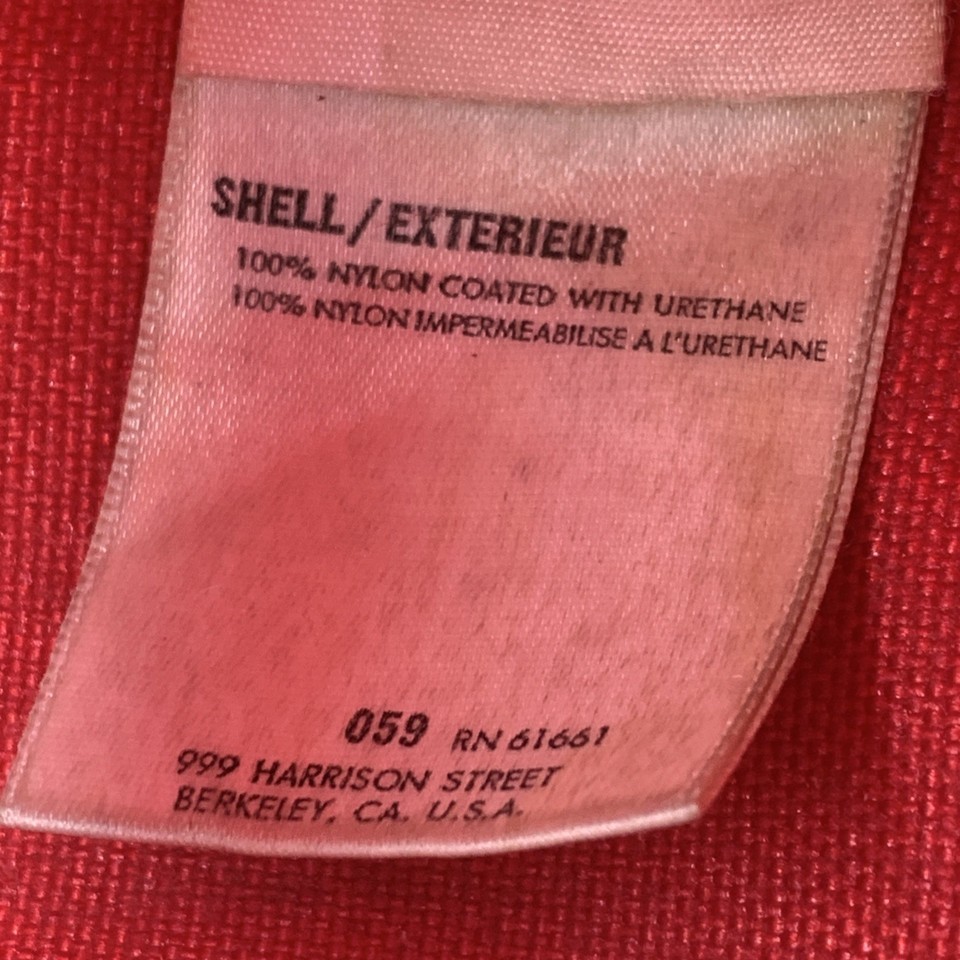 SHELL/EXTERIEUR
100% NYLON COATED WITH URETHANE
100% NYLON IMPERMEABILISE A L'URETHANE
059 RN 61661
999 HARRISON STREET
BERKELEY, CA. U.S.A.